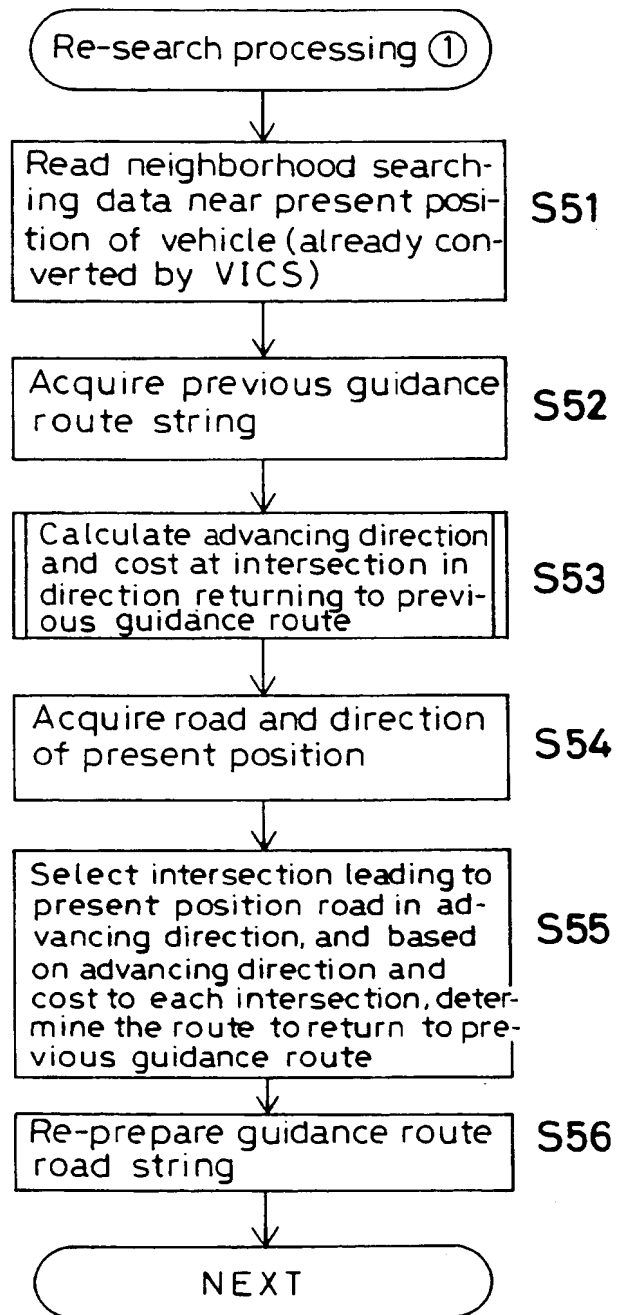 Re-search processing ①
Read neighborhood search-
ing data near present posi-
tion of vehicle (already con-
verted by VICS)
S51
Acquire previous guidance
route string
S52
Calculate advancing direction
and cost at intersection in
direction returning to previ-
ous guidance route
S53
Acquire road and direction
of present position
S54
Select intersection leading to
present position road in ad-
vancing direction, and based
on advancing direction and
cost to each intersection, deter-
mine the route to return to pre-
vious guidance route
S55
Re-prepare guidance route
road string
S56
NEXT